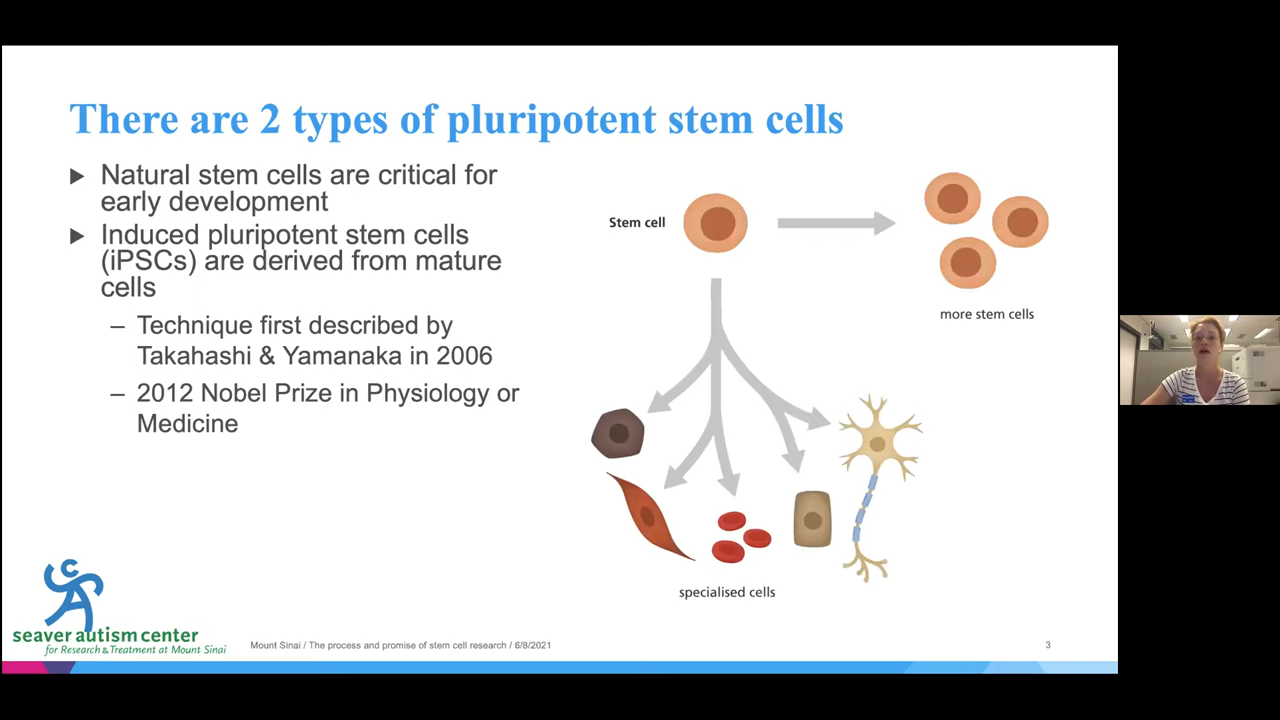 There are 2 types of pluripotent stem cells
Natural stem cells are critical for
early development
Induced pluripotent stem cells
(iPSCs) are derived from mature
cells
– Technique first described by
Takahashi & Yamanaka in 2006
– 2012 Nobel Prize in Physiology or
Medicine
Stem cell
more stem cells
specialised cells
seaver autism center
for Research & Treatment at Mount Sinai
Mount Sinai / The process and promise of stem cell research / 6/8/2021
3